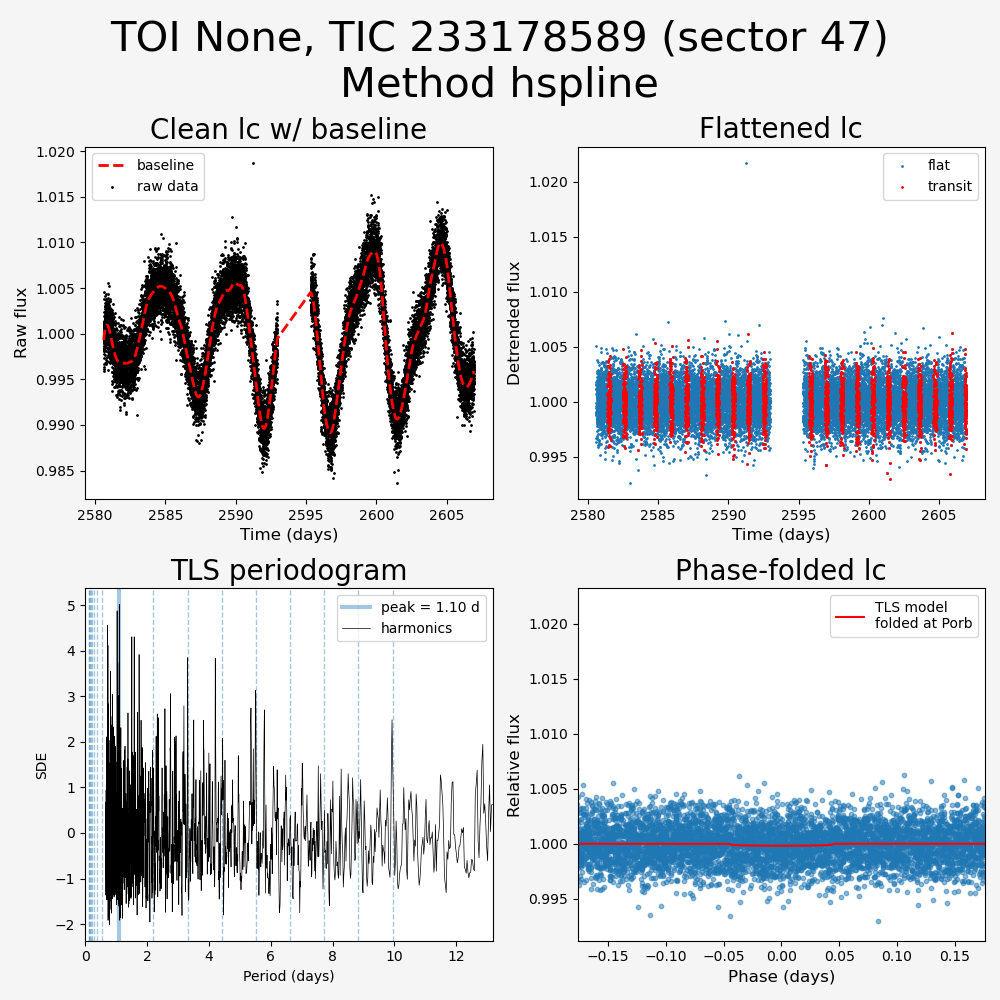 TOI None, TIC 233178589 (sector 47)
Method hspline
Clean lc w/ baseline
baseline
raw data
1.020
1.015
1.010
1.005
1.000
0.995
0.990
0.985
Raw flux
2580
2585
2590
2595
2600
2605
Time (days)
Flattened lc
flat
transit
1.020
1.015
1.010
1.005
1.000
0.995
Detrended flux
2580
2585
2590
2595
2600
2605
Time (days)
TLS periodogram
peak = 1.10 d
harmonics
5
4
3
2
1
0
−1
−2
SDE
0
2
4
6
8
10
12
Period (days)
Phase-folded lc
TLS model
folded at Porb
1.020
1.015
1.010
1.005
1.000
0.995
Relative flux
−0.15
−0.10
−0.05
0.00
0.05
0.10
0.15
Phase (days)